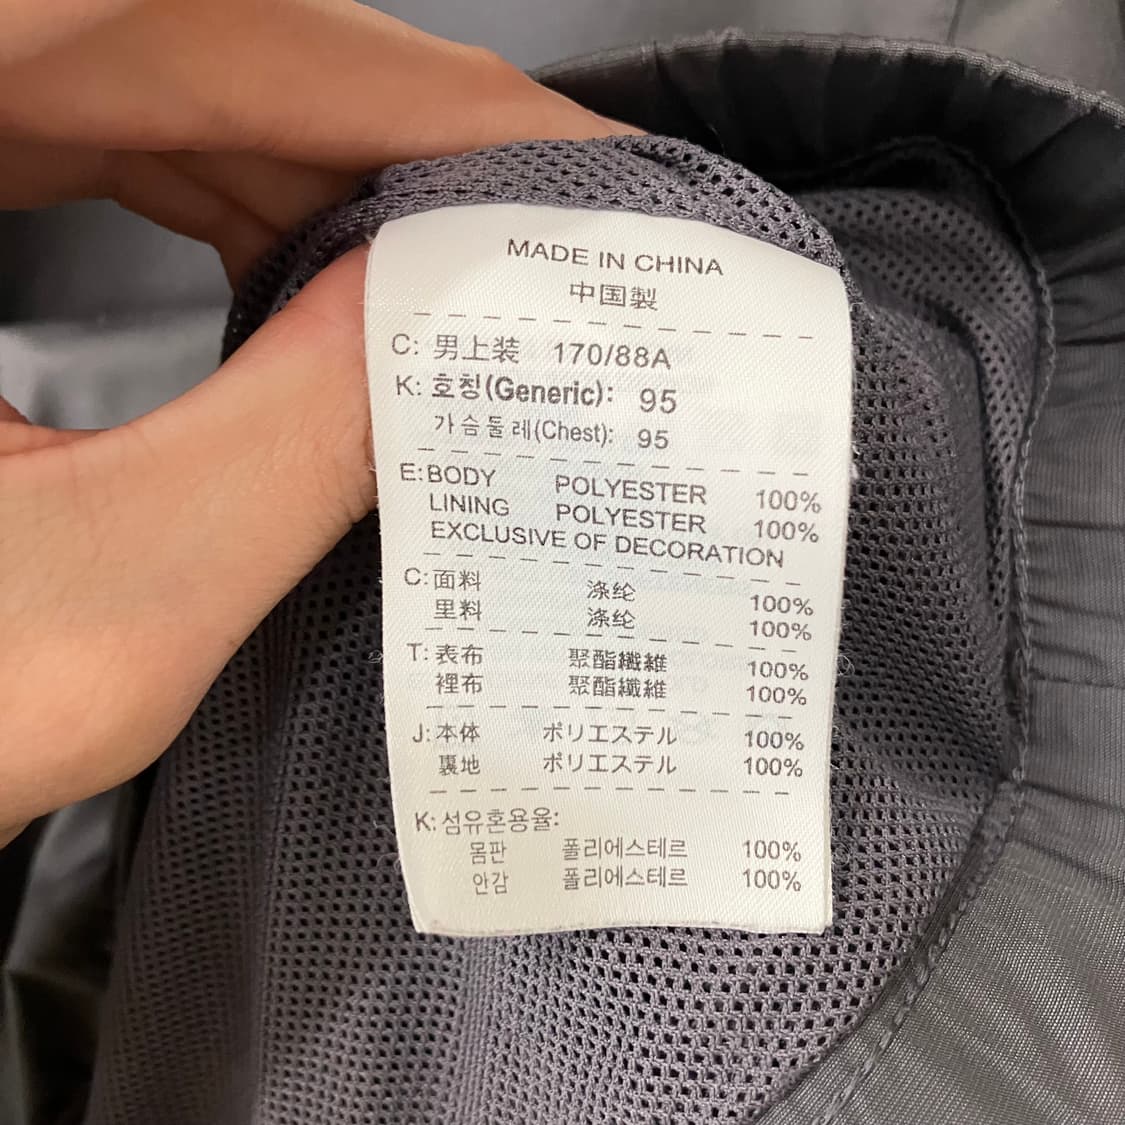 MADE IN CHINA
中国製
C: 男上装 170/88A
K: 호칭(Generic): 95
가슴둘레(Chest): 95
E: BODY POLYESTER 100%
LINING POLYESTER 100%
EXCLUSIVE OF DECORATION
C: 面料 涤纶 100%
里料 涤纶 100%
T: 表布 聚酯纖維 100%
裡布 聚酯纖維 100%
J: 本体 ポリエステル 100%
裏地 ポリエステル 100%
K: 섬유혼용율:
몸판 폴리에스테르 100%
안감 폴리에스테르 100%